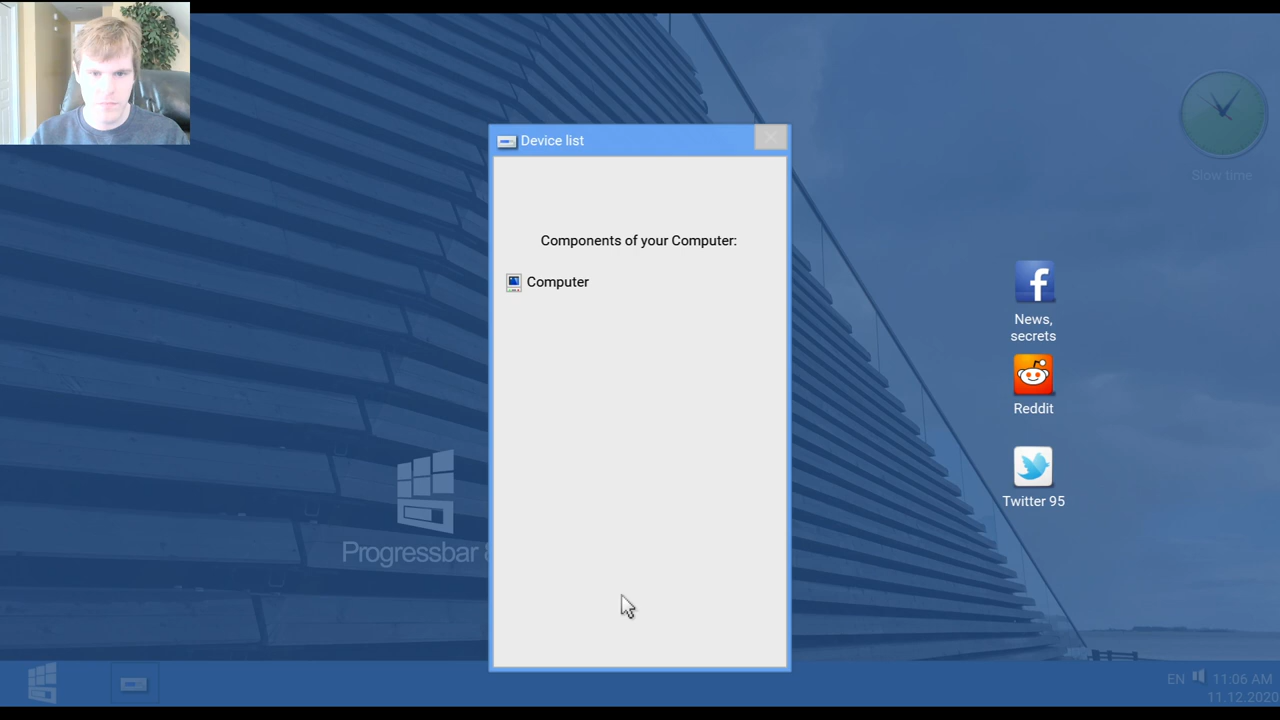 Device list
Slow time
Components of your Computer:
Computer
News,
secrets
Reddit
Twitter 95
Progressbar 8
EN
11:06 AM
11.12.2020